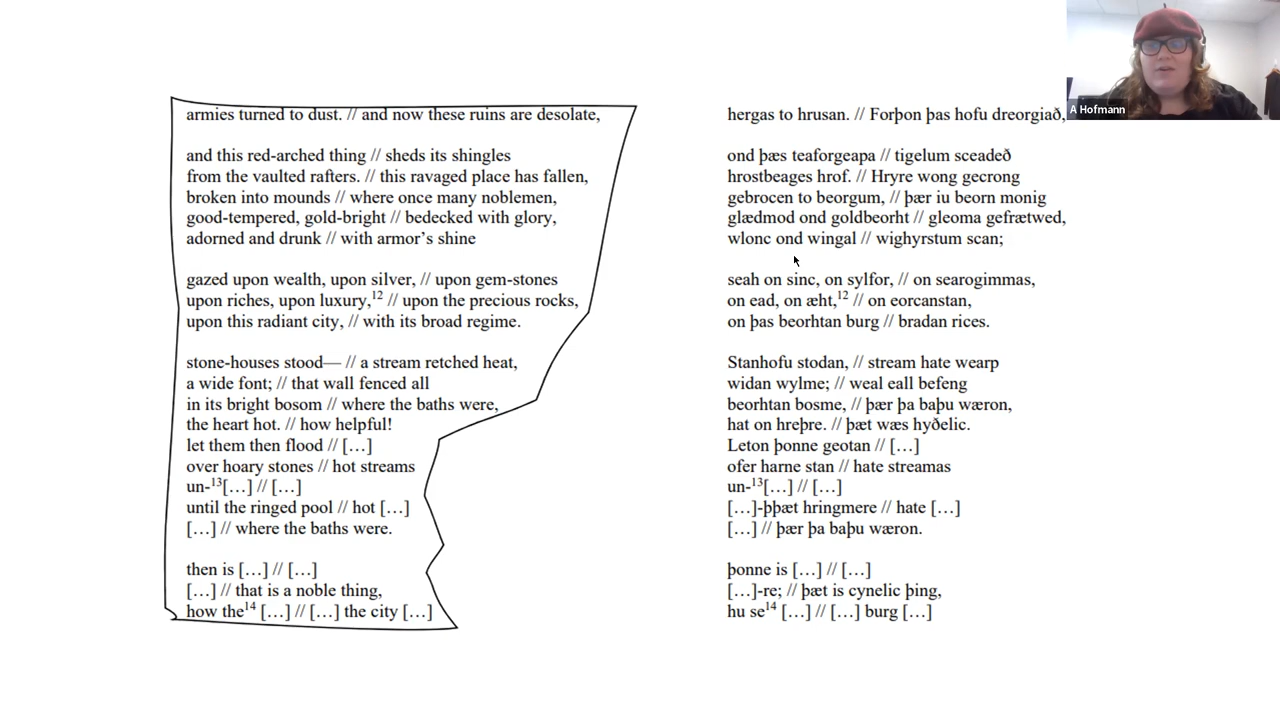 armies turned to dust. // and now these ruins are desolate,
and this red-arched thing // sheds its shingles
from the vaulted rafters. // this ravaged place has fallen,
broken into mounds // where once many noblemen,
good-tempered, gold-bright // bedecked with glory,
adorned and drunk // with armor’s shine
gazed upon wealth, upon silver, // upon gem-stones
upon riches, upon luxury,12 // upon the precious rocks,
upon this radiant city, // with its broad regime.
stone-houses stood— // a stream retched heat,
a wide font; // that wall fenced all
in its bright bosom // where the baths were,
the heart hot. // how helpful!
let them then flood // […]
over hoary stones // hot streams
un-13[…] // […]
until the ringed pool // hot […]
[…] // where the baths were.
then is […] // […]
[…] // that is a noble thing,
how the14 […] // […] the city […]
hergas to hrusan. // Forþon þas hofu dreorgiað,
ond þæs teaforgeapa // tigelum sceadeð
hrostbeages hrof. // Hryre wong gecrong
gebrocen to beorgum, // þær iu beorn monig
glædmod ond goldbeorht // gleoma gefrætwed,
wlonc ond wingal // wighyrstum scan;
seah on sinc, on sylfor, // on searogimmas,
on ead, on æht,12 // on eorcanstan,
on þas beorhtan burg // bradan rices.
Stanhofu stodan, // stream hate wearp
widan wylme; // weal eall befeng
beorhtan bosme, // þær þa baþu wæron,
hat on hreþre. // þæt wæs hyðelic.
Leton þonne geotan // […]
ofer harne stan // hate streamas
un-13[…] // […]
[…]-þþæt hringmere // hate […]
[…] // þær þa baþu wæron.
þonne is […] // […]
[…]-re; // þæt is cynelic þing,
hu se14 […] // […] burg […]
A Hofmann